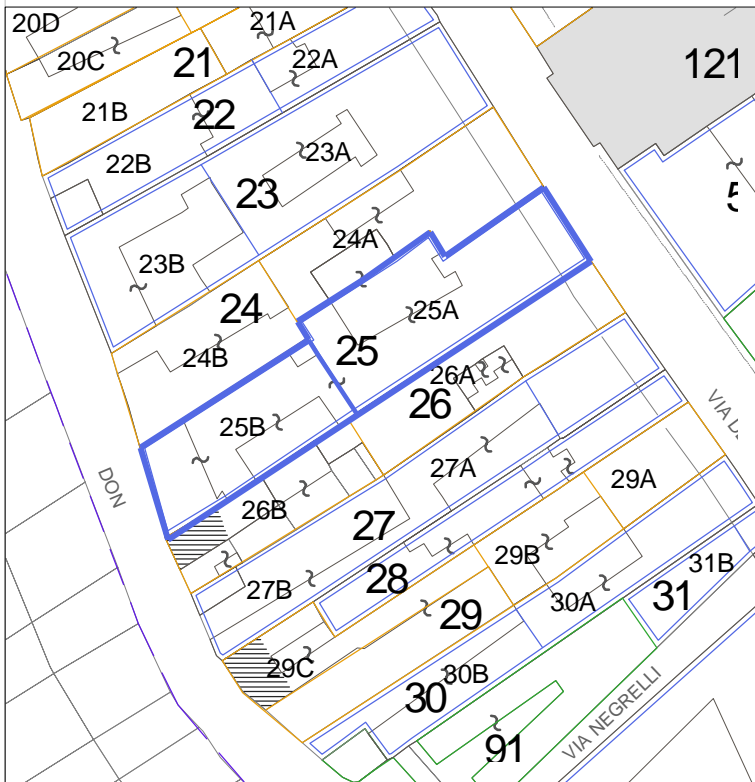 20D
21A
20C
21
22A
121
21B
22
22B
23A
23
23B
24A
24
25A
25
24B
26A
26
25B
27A
29A
DON
26B
27
29B
31B
27B
28
30A
31
29
29C
30B
30
91
VIA NEGRELLI
VIA